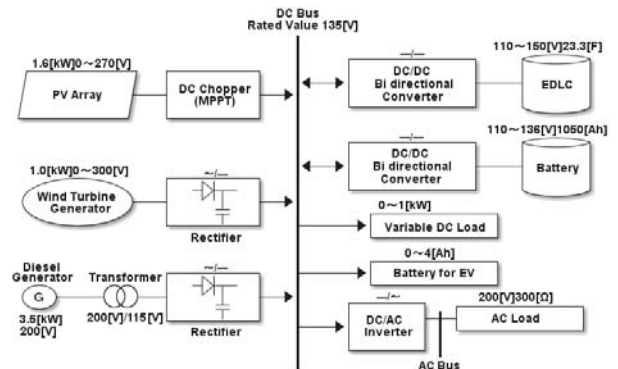 DC Bus
Rated Value 135[V]
1.6[kW]0～270[V]
PV Array
DC Chopper
(MPPT)
1.0[kW]0～300[V]
Wind Turbine
Generator
～/―
Rectifier
Diesel
Generator
G
3.5[kW]
200[V]
Transformer
200[V]/115[V]
～/―
Rectifier
―/―
DC/DC
Bi directional
Converter
110～150[V]23.3[F]
EDLC
―/―
DC/DC
Bi directional
Converter
110～136[V]1050[Ah]
Battery
0～1[kW]
Variable DC Load
0～4[Ah]
Battery for EV
―/～
DC/AC
Inverter
200[V]300[Ω]
AC Load
AC Bus